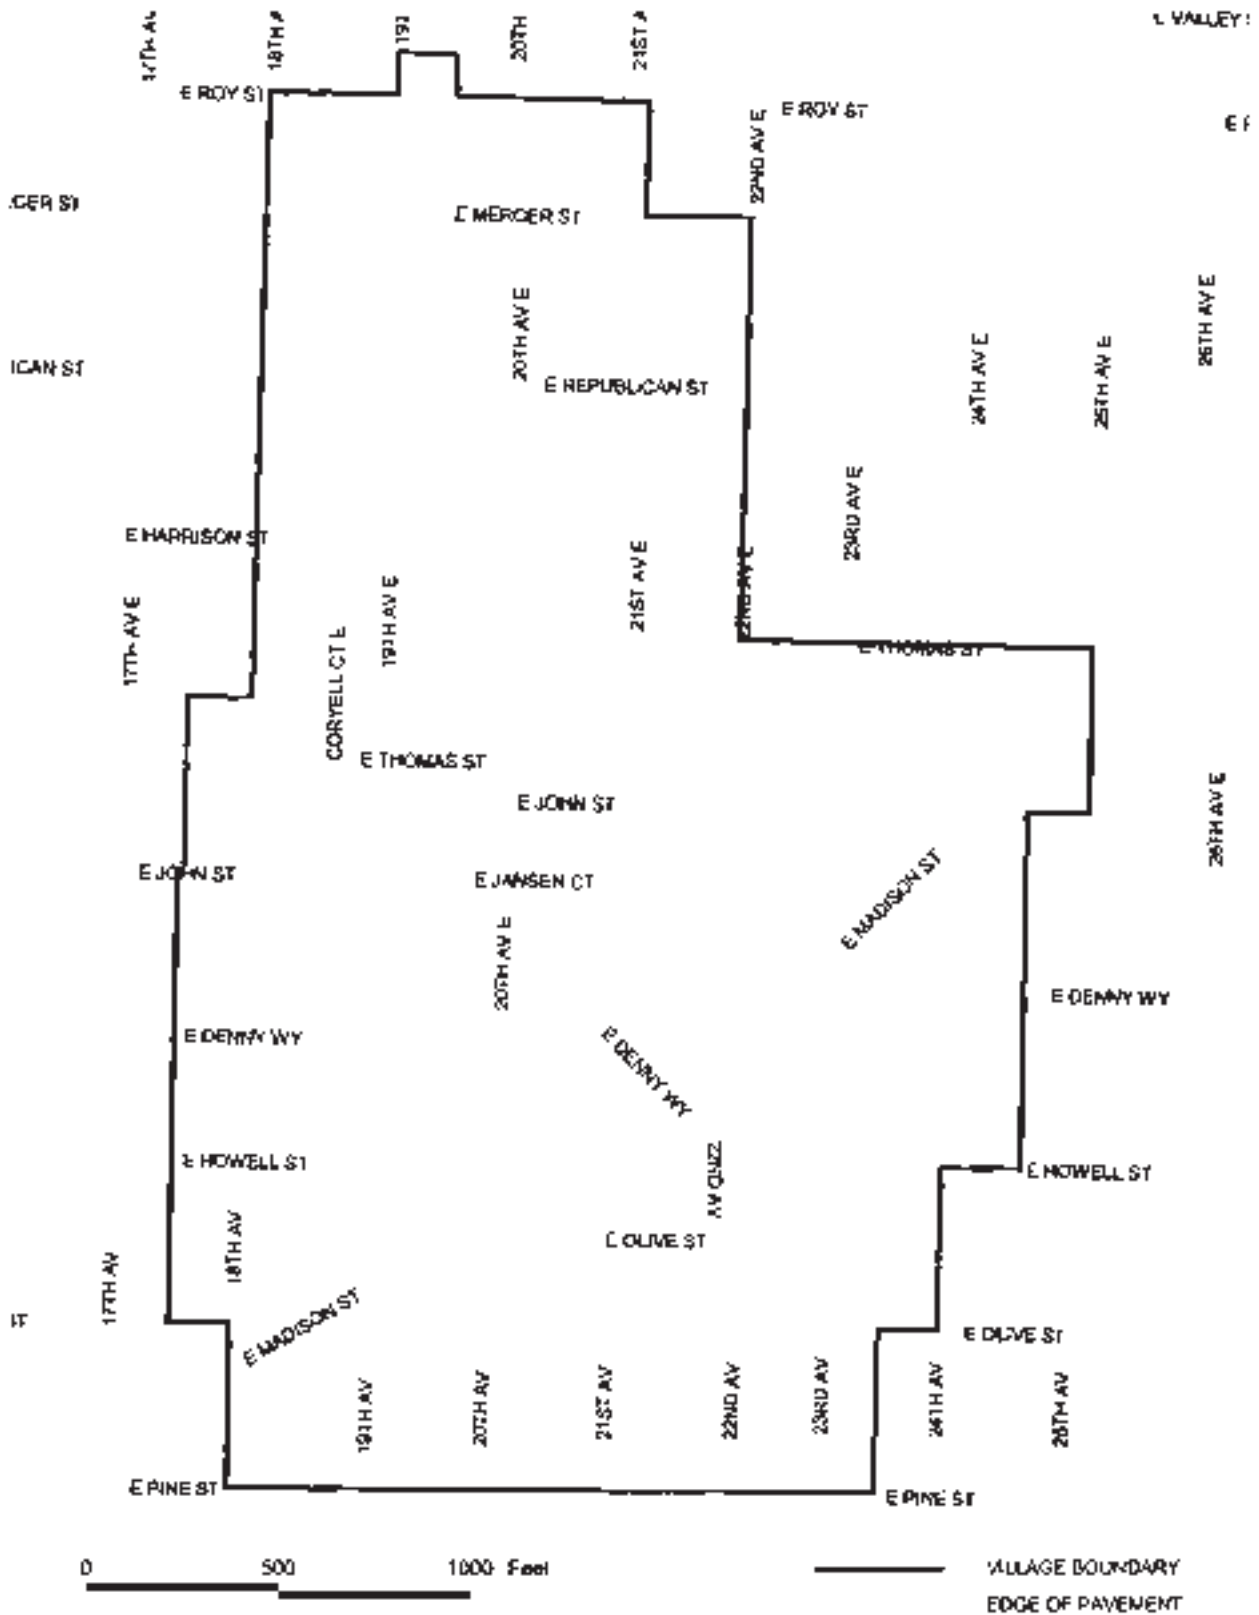 17TH AV
18TH A
20TH
21ST A
E VALLEY
E ROY ST
22ND AV E
E ROY ST
CER ST
E MERCER ST
20TH AV E
ICAN ST
E REPUBLICAN ST
24TH AV E
25TH AV E
26TH AV E
23RD AV E
E HARRISON ST
17TH AV E
CORYELL CT E
19TH AV E
21ST AV E
22ND AV E
E THOMAS ST
E THOMAS ST
E JOHN ST
26TH AV E
E JOHN ST
E JANSEN CT
E MADISON ST
20TH AV E
E DENNY WY
E DENNY WY
E DENNY WY
E HOWELL ST
22ND AV
E HOWELL ST
18TH AV
17TH AV
E OLIVE ST
E MADISON ST
E OLIVE ST
19TH AV
20TH AV
21ST AV
22ND AV
23RD AV
24TH AV
E PINE ST
E PINE ST
0 500 1000 Feet
VILLAGE BOUNDARY
EDGE OF PAVEMENT